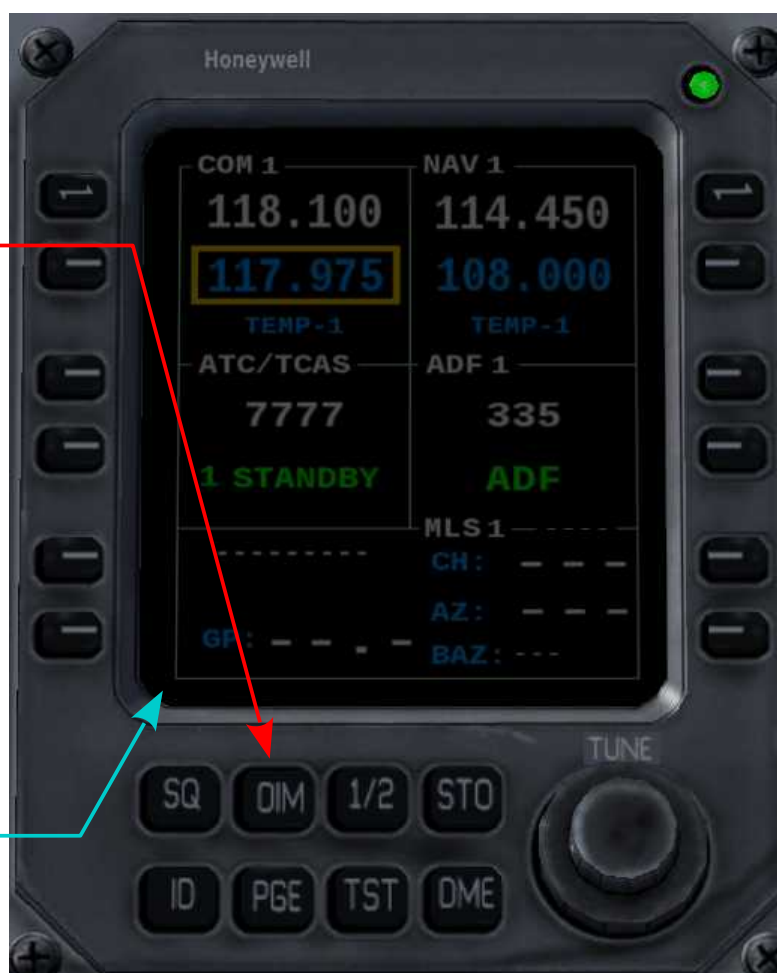 Honeywell
COM 1 NAV 1
118.100 114.450
117.975 108.000
TEMP-1 TEMP-1
ATC/TCAS ADF 1
7777 335
1 STANDBY ADF
MLS 1 -----
--------- CH: – – –
AZ: – – –
GP: – – . –
BAZ: ---
TUNE
SQ DIM 1/2 STO
ID PGE TST DME